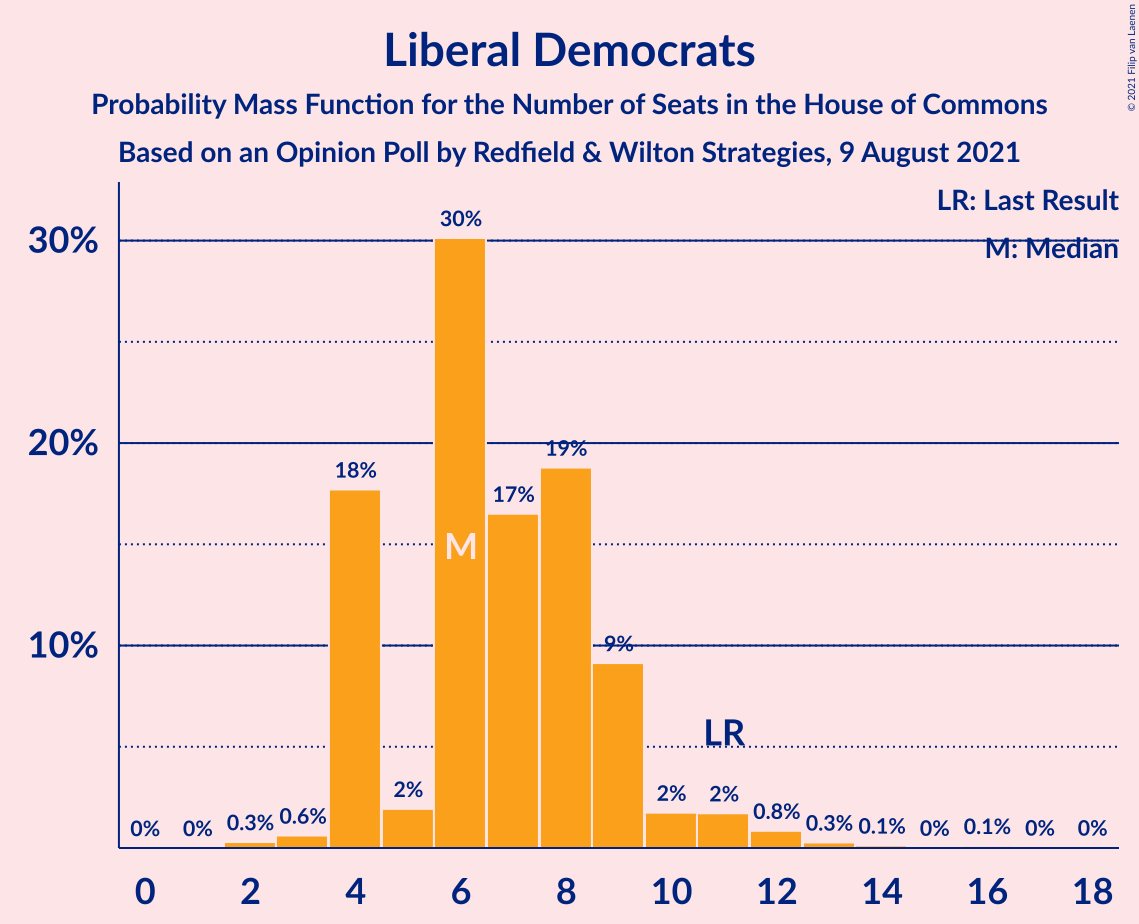 Liberal Democrats
Probability Mass Function for the Number of Seats in the House of Commons
Based on an Opinion Poll by Redfield & Wilton Strategies, 9 August 2021
© 2021 Filip van Laenen
LR: Last Result
M: Median
30%
20%
10%
0% 0% 0.3% 0.6% 18% 2% 30% 17% 19% 9% 2% 2% 0.8% 0.3% 0.1% 0% 0.1% 0% 0%
M
LR
0 2 4 6 8 10 12 14 16 18